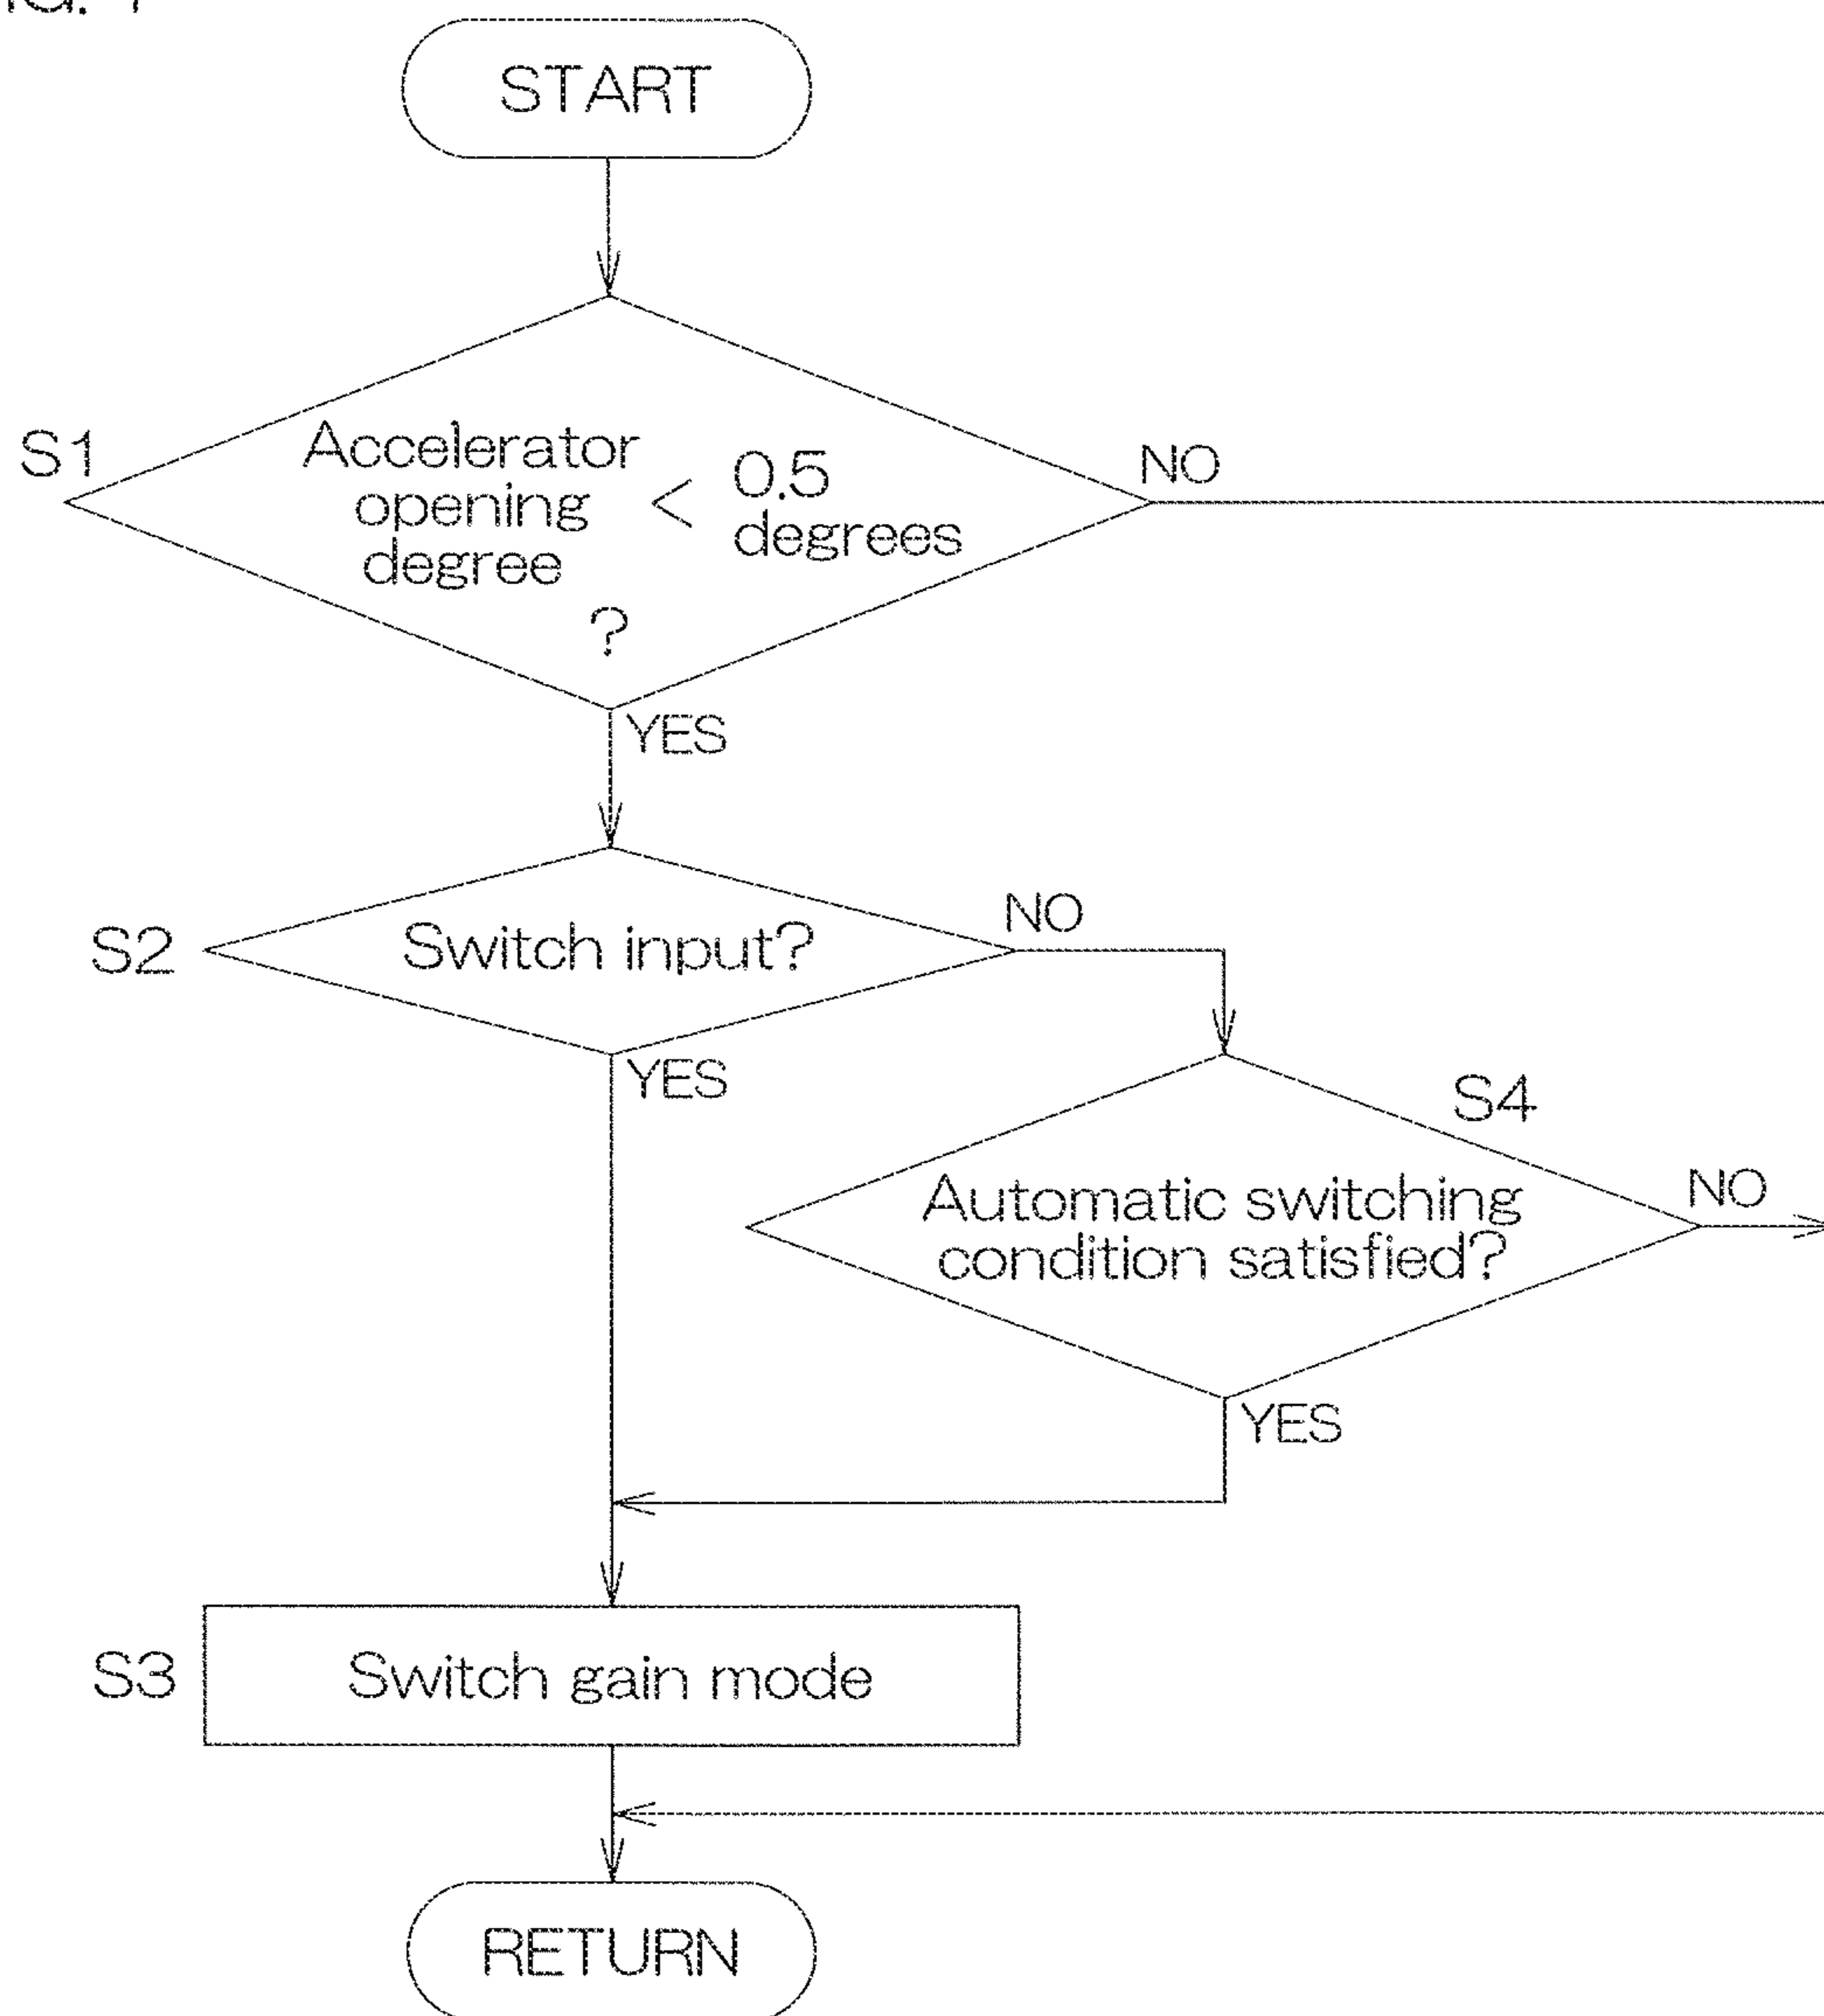 START
S1
Accelerator
opening
degree
<
0.5
degrees
?
NO
YES
S2
Switch input?
NO
YES
S4
Automatic switching
condition satisfied?
NO
YES
S3
Switch gain mode
RETURN